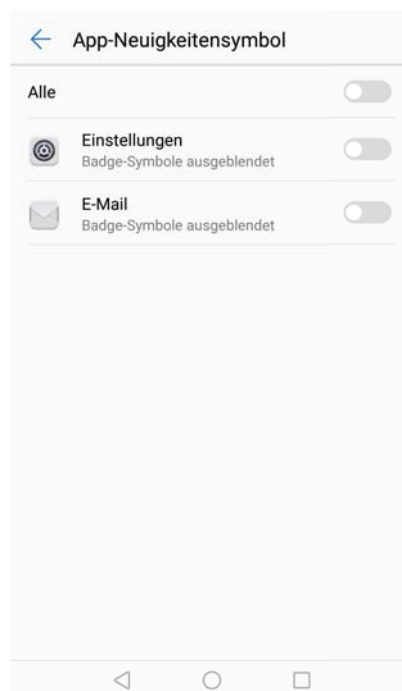 App-Neuigkeitensymbol
Alle
Einstellungen
Badge-Symbole ausgeblendet
E-Mail
Badge-Symbole ausgeblendet